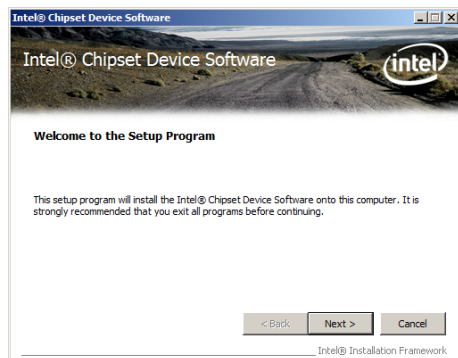 Intel® Chipset Device Software
Intel® Chipset Device Software
intel
Welcome to the Setup Program
This setup program will install the Intel® Chipset Device Software onto this computer. It is
strongly recommended that you exit all programs before continuing.
< Back Next > Cancel
Intel® Installation Framework